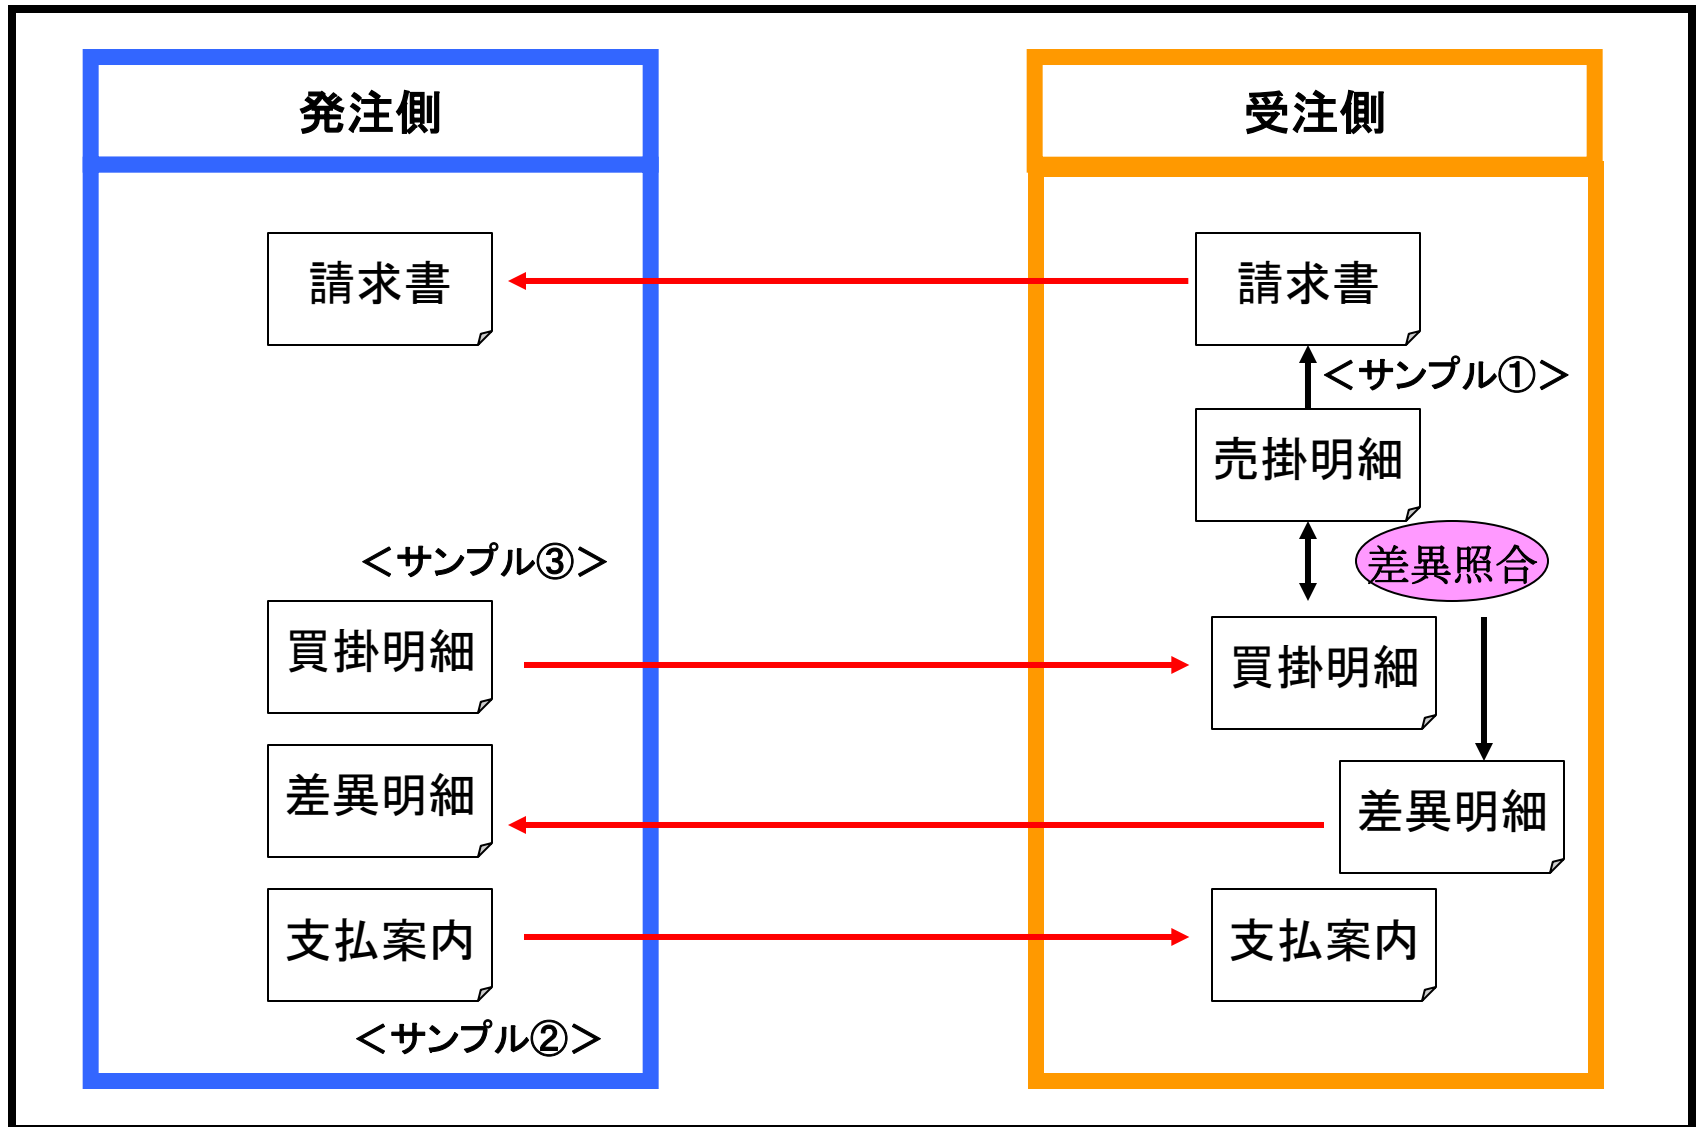 発注側
受注側
請求書
請求書
＜サンプル①＞
売掛明細
差異照合
＜サンプル③＞
買掛明細
買掛明細
差異明細
差異明細
支払案内
支払案内
＜サンプル②＞